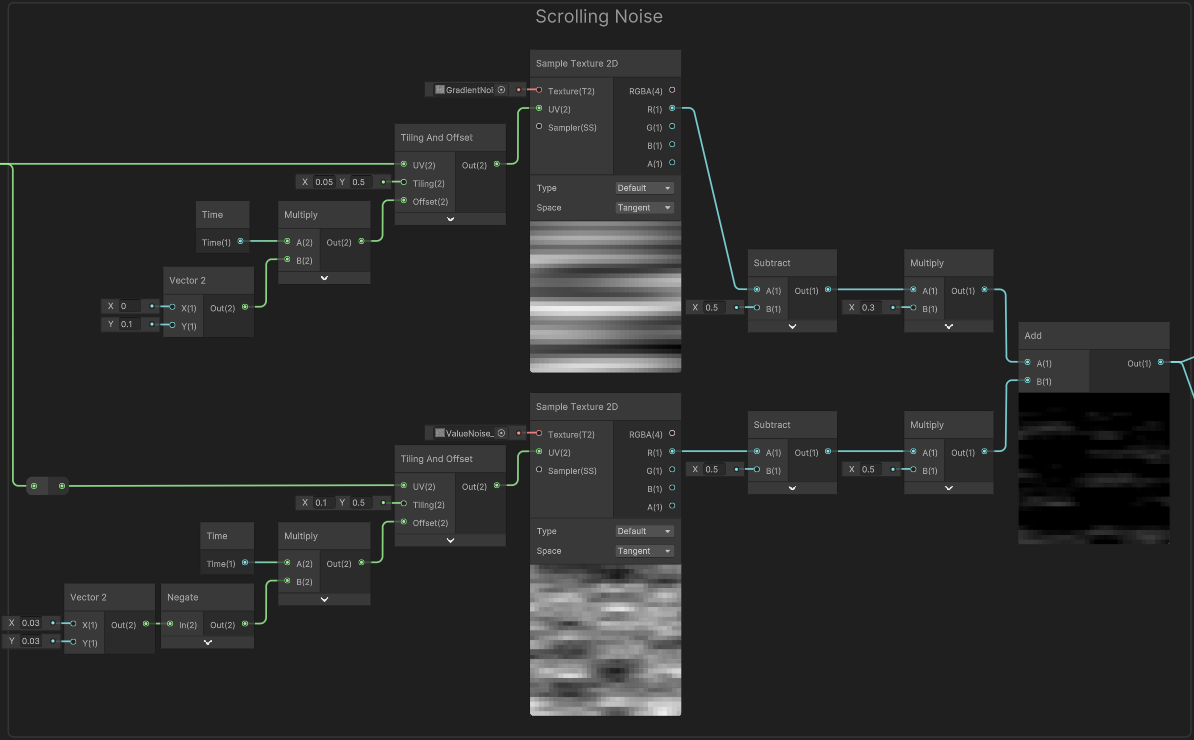 Scrolling Noise
Sample Texture 2D
GradientNoi
Texture(T2) RGBA(4)
UV(2) R(1)
Sampler(SS) G(1)
B(1)
A(1)
Type Default
Space Tangent
Tiling And Offset
UV(2) Out(2)
X 0.05 Y 0.5 Tiling(2)
Offset(2)
Time
Time(1)
Multiply
A(2) Out(2)
B(2)
Vector 2
X 0 X(1) Out(2)
Y 0.1 Y(1)
Subtract
A(1) Out(1)
X 0.5 B(1)
Multiply
A(1) Out(1)
X 0.3 B(1)
Add
A(1) Out(1)
B(1)
Sample Texture 2D
ValueNoise_
Texture(T2) RGBA(4)
UV(2) R(1)
Sampler(SS) G(1)
B(1)
A(1)
Type Default
Space Tangent
Tiling And Offset
UV(2) Out(2)
X 0.1 Y 0.5 Tiling(2)
Offset(2)
Time
Time(1)
Multiply
A(2) Out(2)
B(2)
Vector 2
X 0.03 X(1) Out(2)
Y 0.03 Y(1)
Negate
In(2) Out(2)
Subtract
A(1) Out(1)
X 0.5 B(1)
Multiply
A(1) Out(1)
X 0.5 B(1)